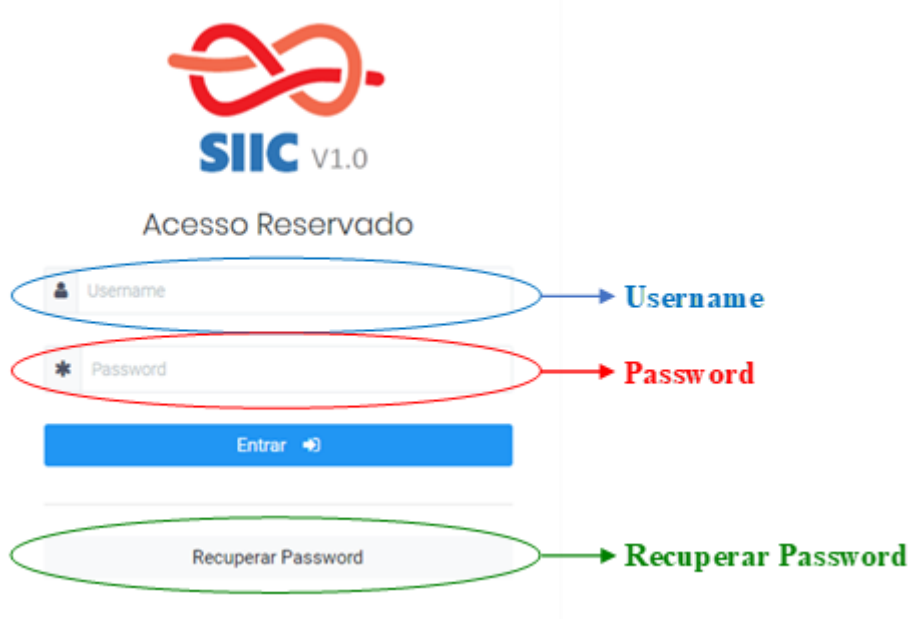 SIIC V1.0
Acesso Reservado
Username
Username
Password
Password
Entrar
Recuperar Password
Recuperar Password